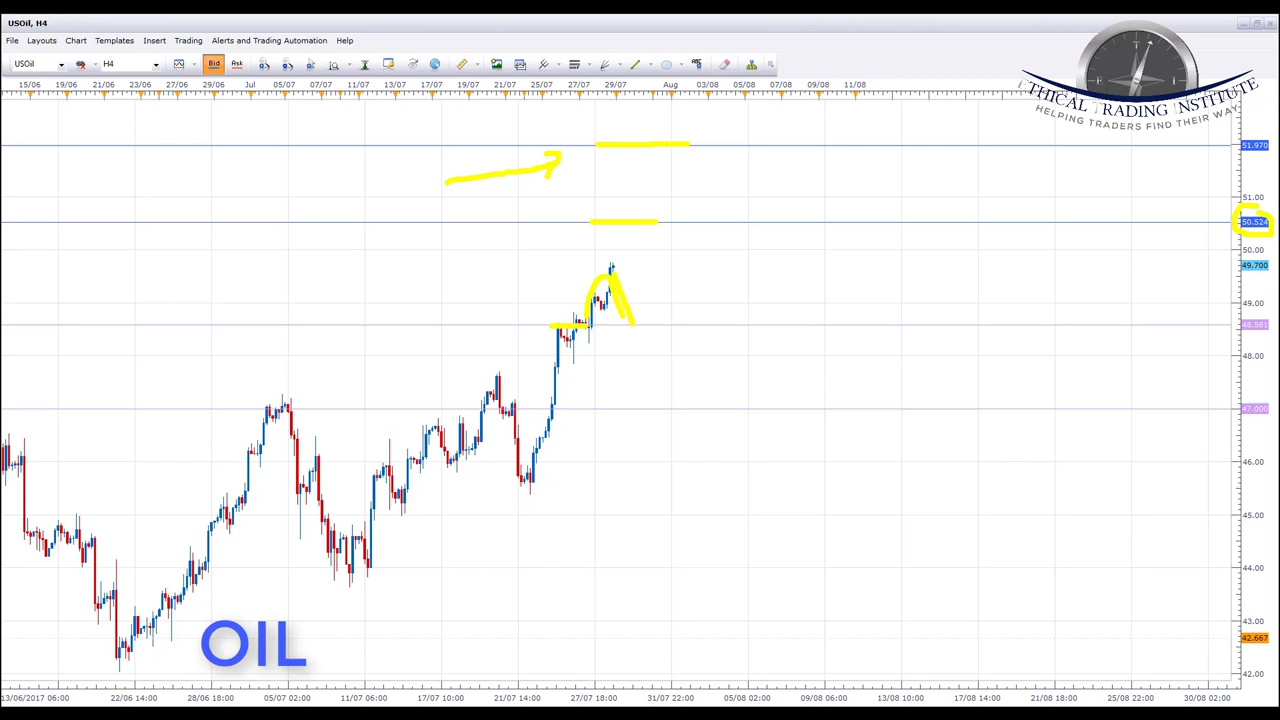 USOil, H4
File Layouts Chart Templates Insert Trading Alerts and Trading Automation Help
USOil H4 Bid Ask
15/06 19/06 21/06 23/06 27/06 29/06 Jul 05/07 07/07 11/07 13/07 17/07 19/07 21/07 25/07 27/07 29/07 Aug 03/08 05/08 09/08 11/08
ETHICAL TRADING INSTITUTE
HELPING TRADERS FIND THEIR WAY
51.970
51.00
50.524
50.00
49.700
49.00
48.581
48.00
47.000
46.00
45.00
44.00
43.00
42.667
42.00
OIL
13/06/2017 06:00 22/06 14:00 28/06 18:00 05/07 02:00 11/07 06:00 17/07 10:00 21/07 14:00 27/07 18:00 31/07 22:00 05/08 02:00 09/08 06:00 13/08 10:00 17/08 14:00 21/08 18:00 25/08 22:00 30/08 02:00